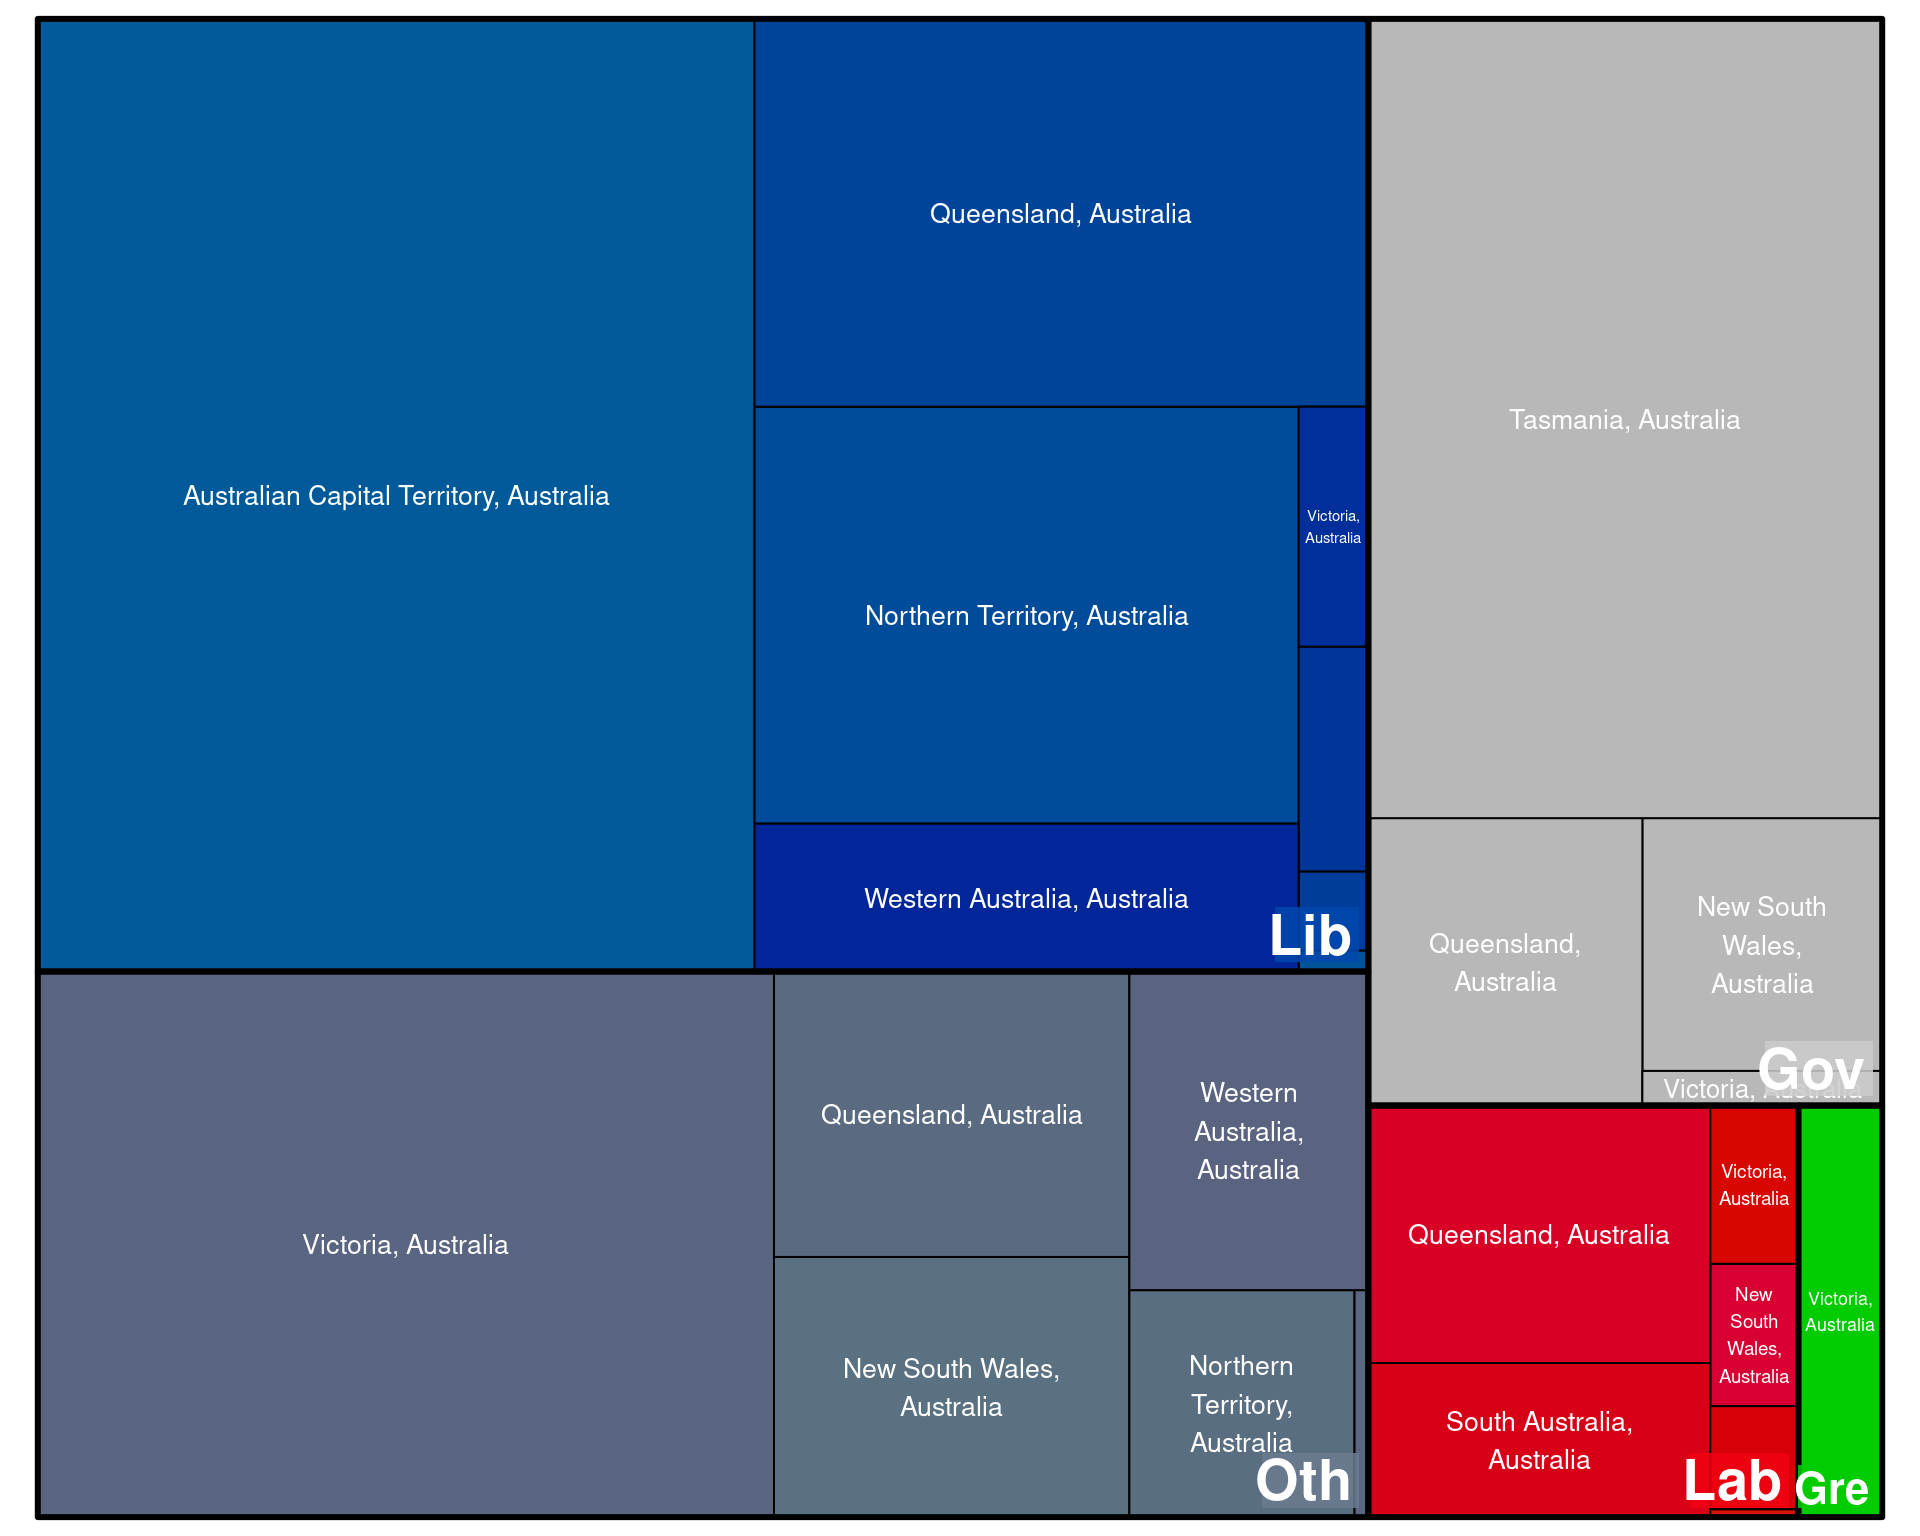 Australian Capital Territory, Australia
Queensland, Australia
Northern Territory, Australia
Victoria,
Australia
Western Australia, Australia
Lib
Tasmania, Australia
Queensland,
Australia
New South
Wales,
Australia
Victoria, Australia
Gov
Victoria, Australia
Queensland, Australia
New South Wales,
Australia
Western
Australia,
Australia
Northern
Territory,
Australia
Oth
Queensland, Australia
South Australia,
Australia
Victoria,
Australia
New
South
Wales,
Australia
Lab
Victoria,
Australia
Gre